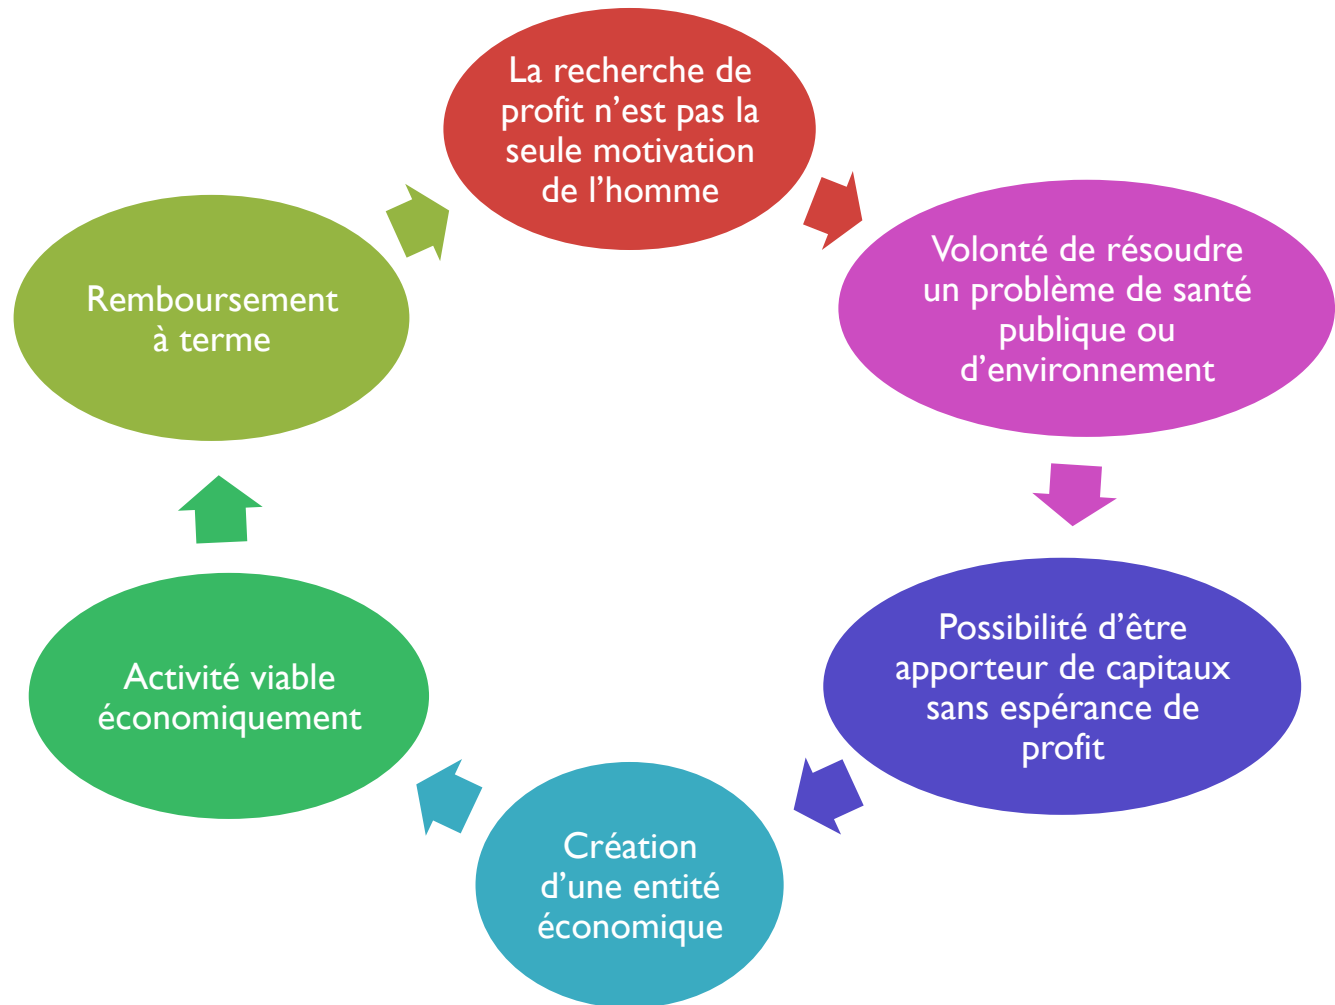 La recherche de
profit n’est pas la
seule motivation
de l’homme
Volonté de résoudre
un problème de santé
publique ou
d’environnement
Possibilité d’être
apporteur de capitaux
sans espérance de
profit
Création
d’une entité
économique
Activité viable
économiquement
Remboursement
à terme